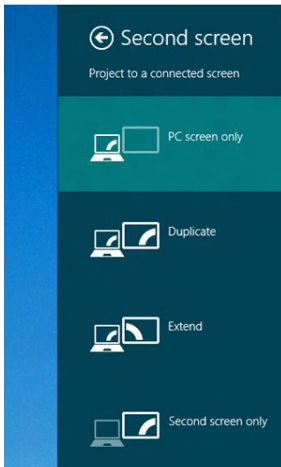 Second screen
Project to a connected screen
PC screen only
Duplicate
Extend
Second screen only